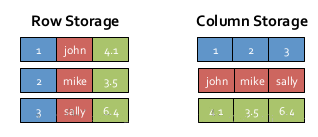 Row Storage
1 john 4.1
2 mike 3.5
3 sally 6.4
Column Storage
1 2 3
john mike sally
4.1 3.5 6.4